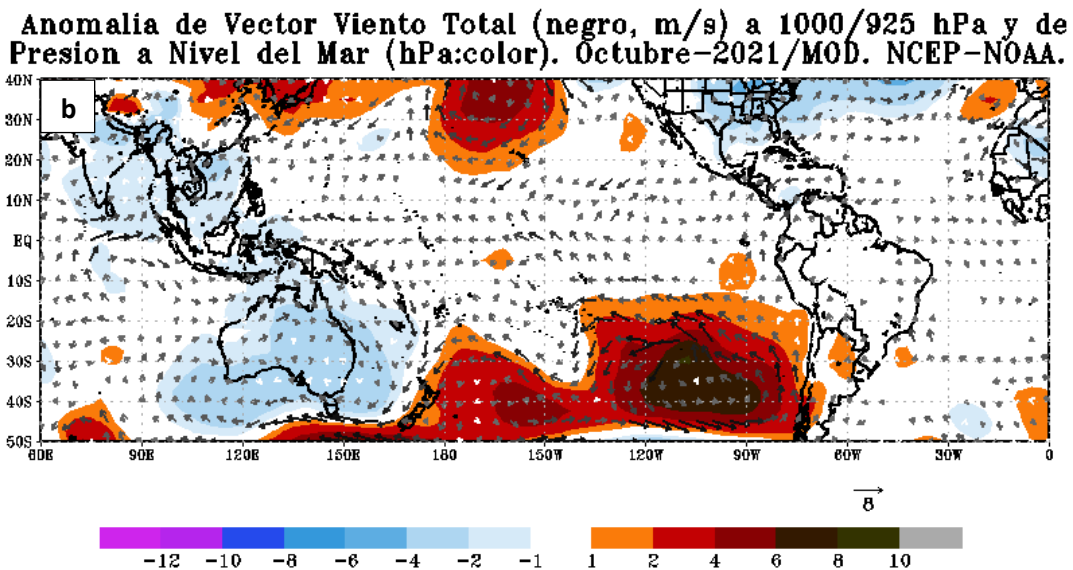 Anomalia de Vector Viento Total (negro, m/s) a 1000/925 hPa y de
Presion a Nivel del Mar (hPa:color). Octubre-2021/MOD. NCEP-NOAA.
b
40N
30N
20N
10N
EQ
10S
20S
30S
40S
50S
60E 90E 120E 150E 180 150W 120W 90W 60W 30W 0
8
-12 -10 -8 -6 -4 -2 -1 1 2 4 6 8 10